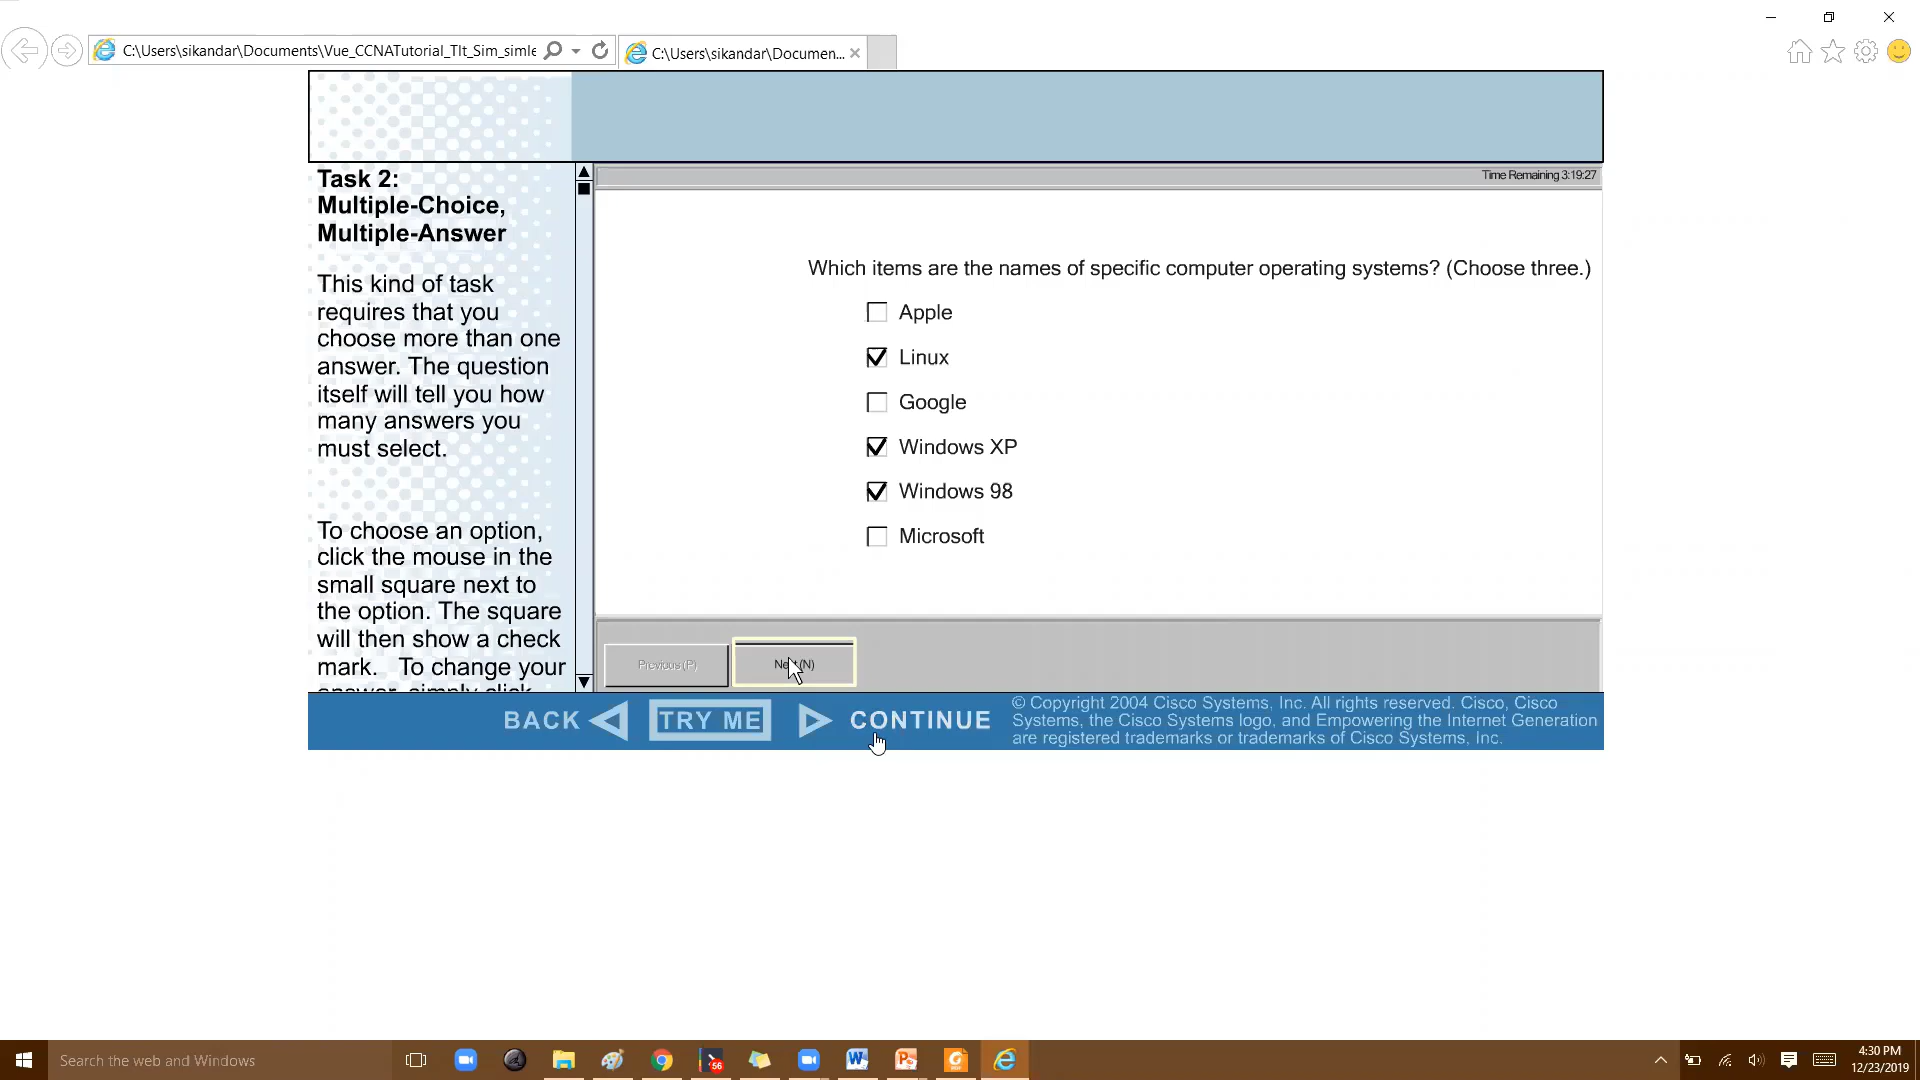 C:\Users\sikandar\Documents\Vue_CCNATutorial_Tlt_Sim_simle
C:\Users\sikandar\Documen...
Task 2:
Multiple-Choice,
Multiple-Answer
This kind of task
requires that you
choose more than one
answer. The question
itself will tell you how
many answers you
must select.
To choose an option,
click the mouse in the
small square next to
the option. The square
will then show a check
mark. To change your
answer, simply click
Time Remaining 3:19:27
Which items are the names of specific computer operating systems? (Choose three.)
Apple
Linux
Google
Windows XP
Windows 98
Microsoft
Previous (P)
Next (N)
BACK
TRY ME
CONTINUE
© Copyright 2004 Cisco Systems, Inc. All rights reserved. Cisco, Cisco
Systems, the Cisco Systems logo, and Empowering the Internet Generation
are registered trademarks or trademarks of Cisco Systems, Inc.
Search the web and Windows
56
4:30 PM
12/23/2019